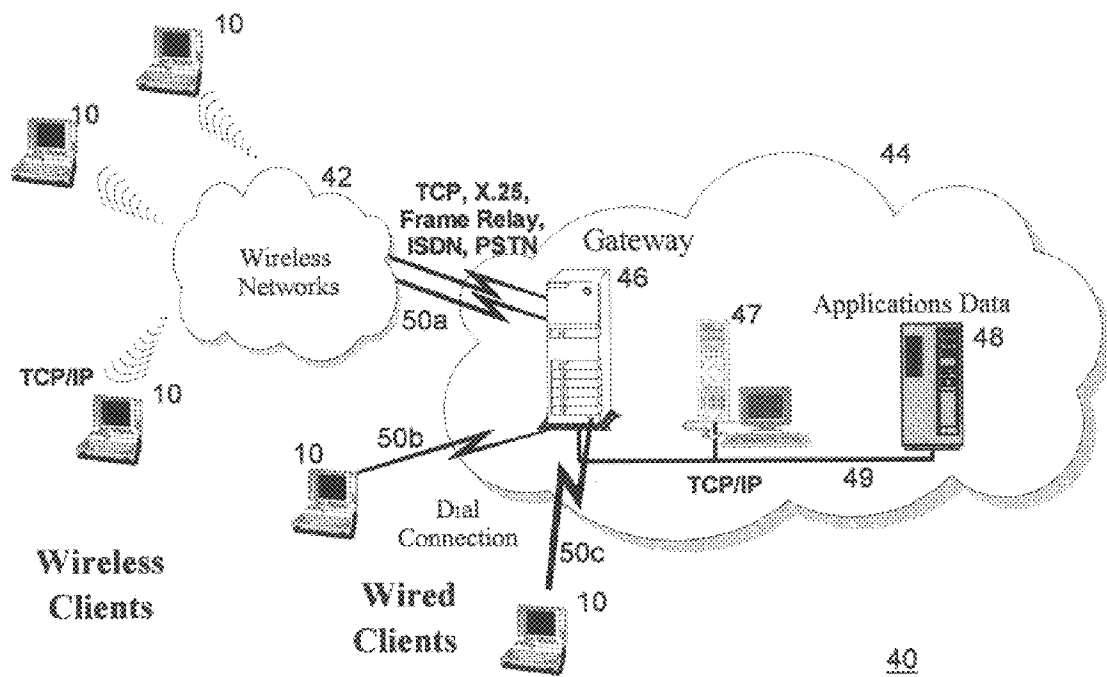 10
10
42
44
TCP, X.25,
Frame Relay,
ISDN, PSTN
Gateway
46
Wireless
Networks
50a
47
Applications Data
48
TCP/IP
10
50b
10
TCP/IP
49
Dial
Connection
50c
Wireless
Clients
Wired
Clients
10
40